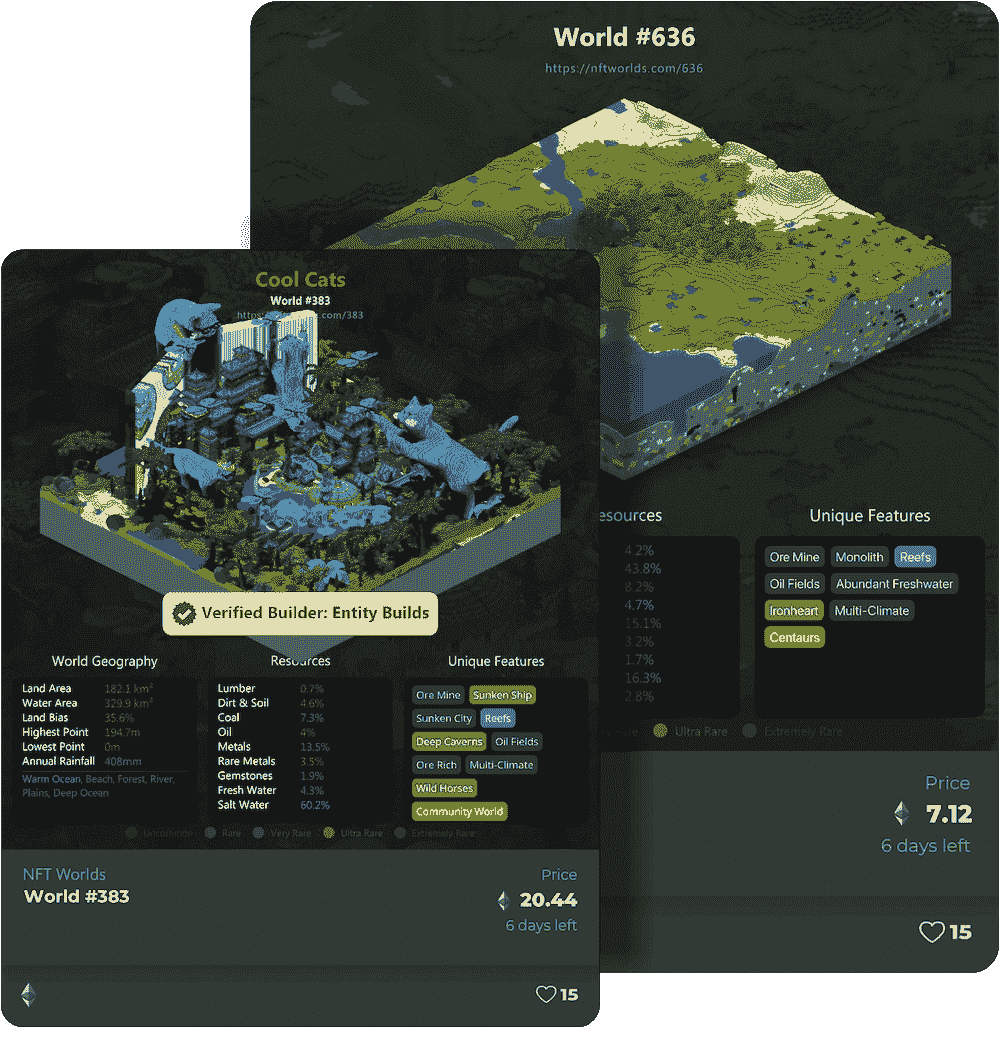 World #636
https://nftworlds.com/636
esources
Unique Features
4.2%
43.8%
8.2%
4.7%
15.1%
3.2%
1.7%
16.3%
2.8%
Ore Mine Monolith Reefs
Oil Fields Abundant Freshwater
Ironheart Multi-Climate
Centaurs
Ultra Rare Extremely Rare
Price
7.12
6 days left
15
Cool Cats
World #383
.com/383
Verified Builder: Entity Builds
World Geography
Land Area 182.1 km²
Water Area 329.9 km²
Land Bias 35.6%
Highest Point 194.7m
Lowest Point 0m
Annual Rainfall 408mm
Warm Ocean, Beach, Forest, River,
Plains, Deep Ocean
Resources
Lumber 0.7%
Dirt & Soil 4.6%
Coal 7.3%
Oil 4%
Metals 13.5%
Rare Metals 3.5%
Gemstones 1.9%
Fresh Water 4.3%
Salt Water 60.2%
Unique Features
Ore Mine Sunken Ship
Sunken City Reefs
Deep Caverns Oil Fields
Ore Rich Multi-Climate
Wild Horses
Community World
Uncommon Rare Very Rare Ultra Rare Extremely Rare
NFT Worlds
World #383
Price
20.44
6 days left
15